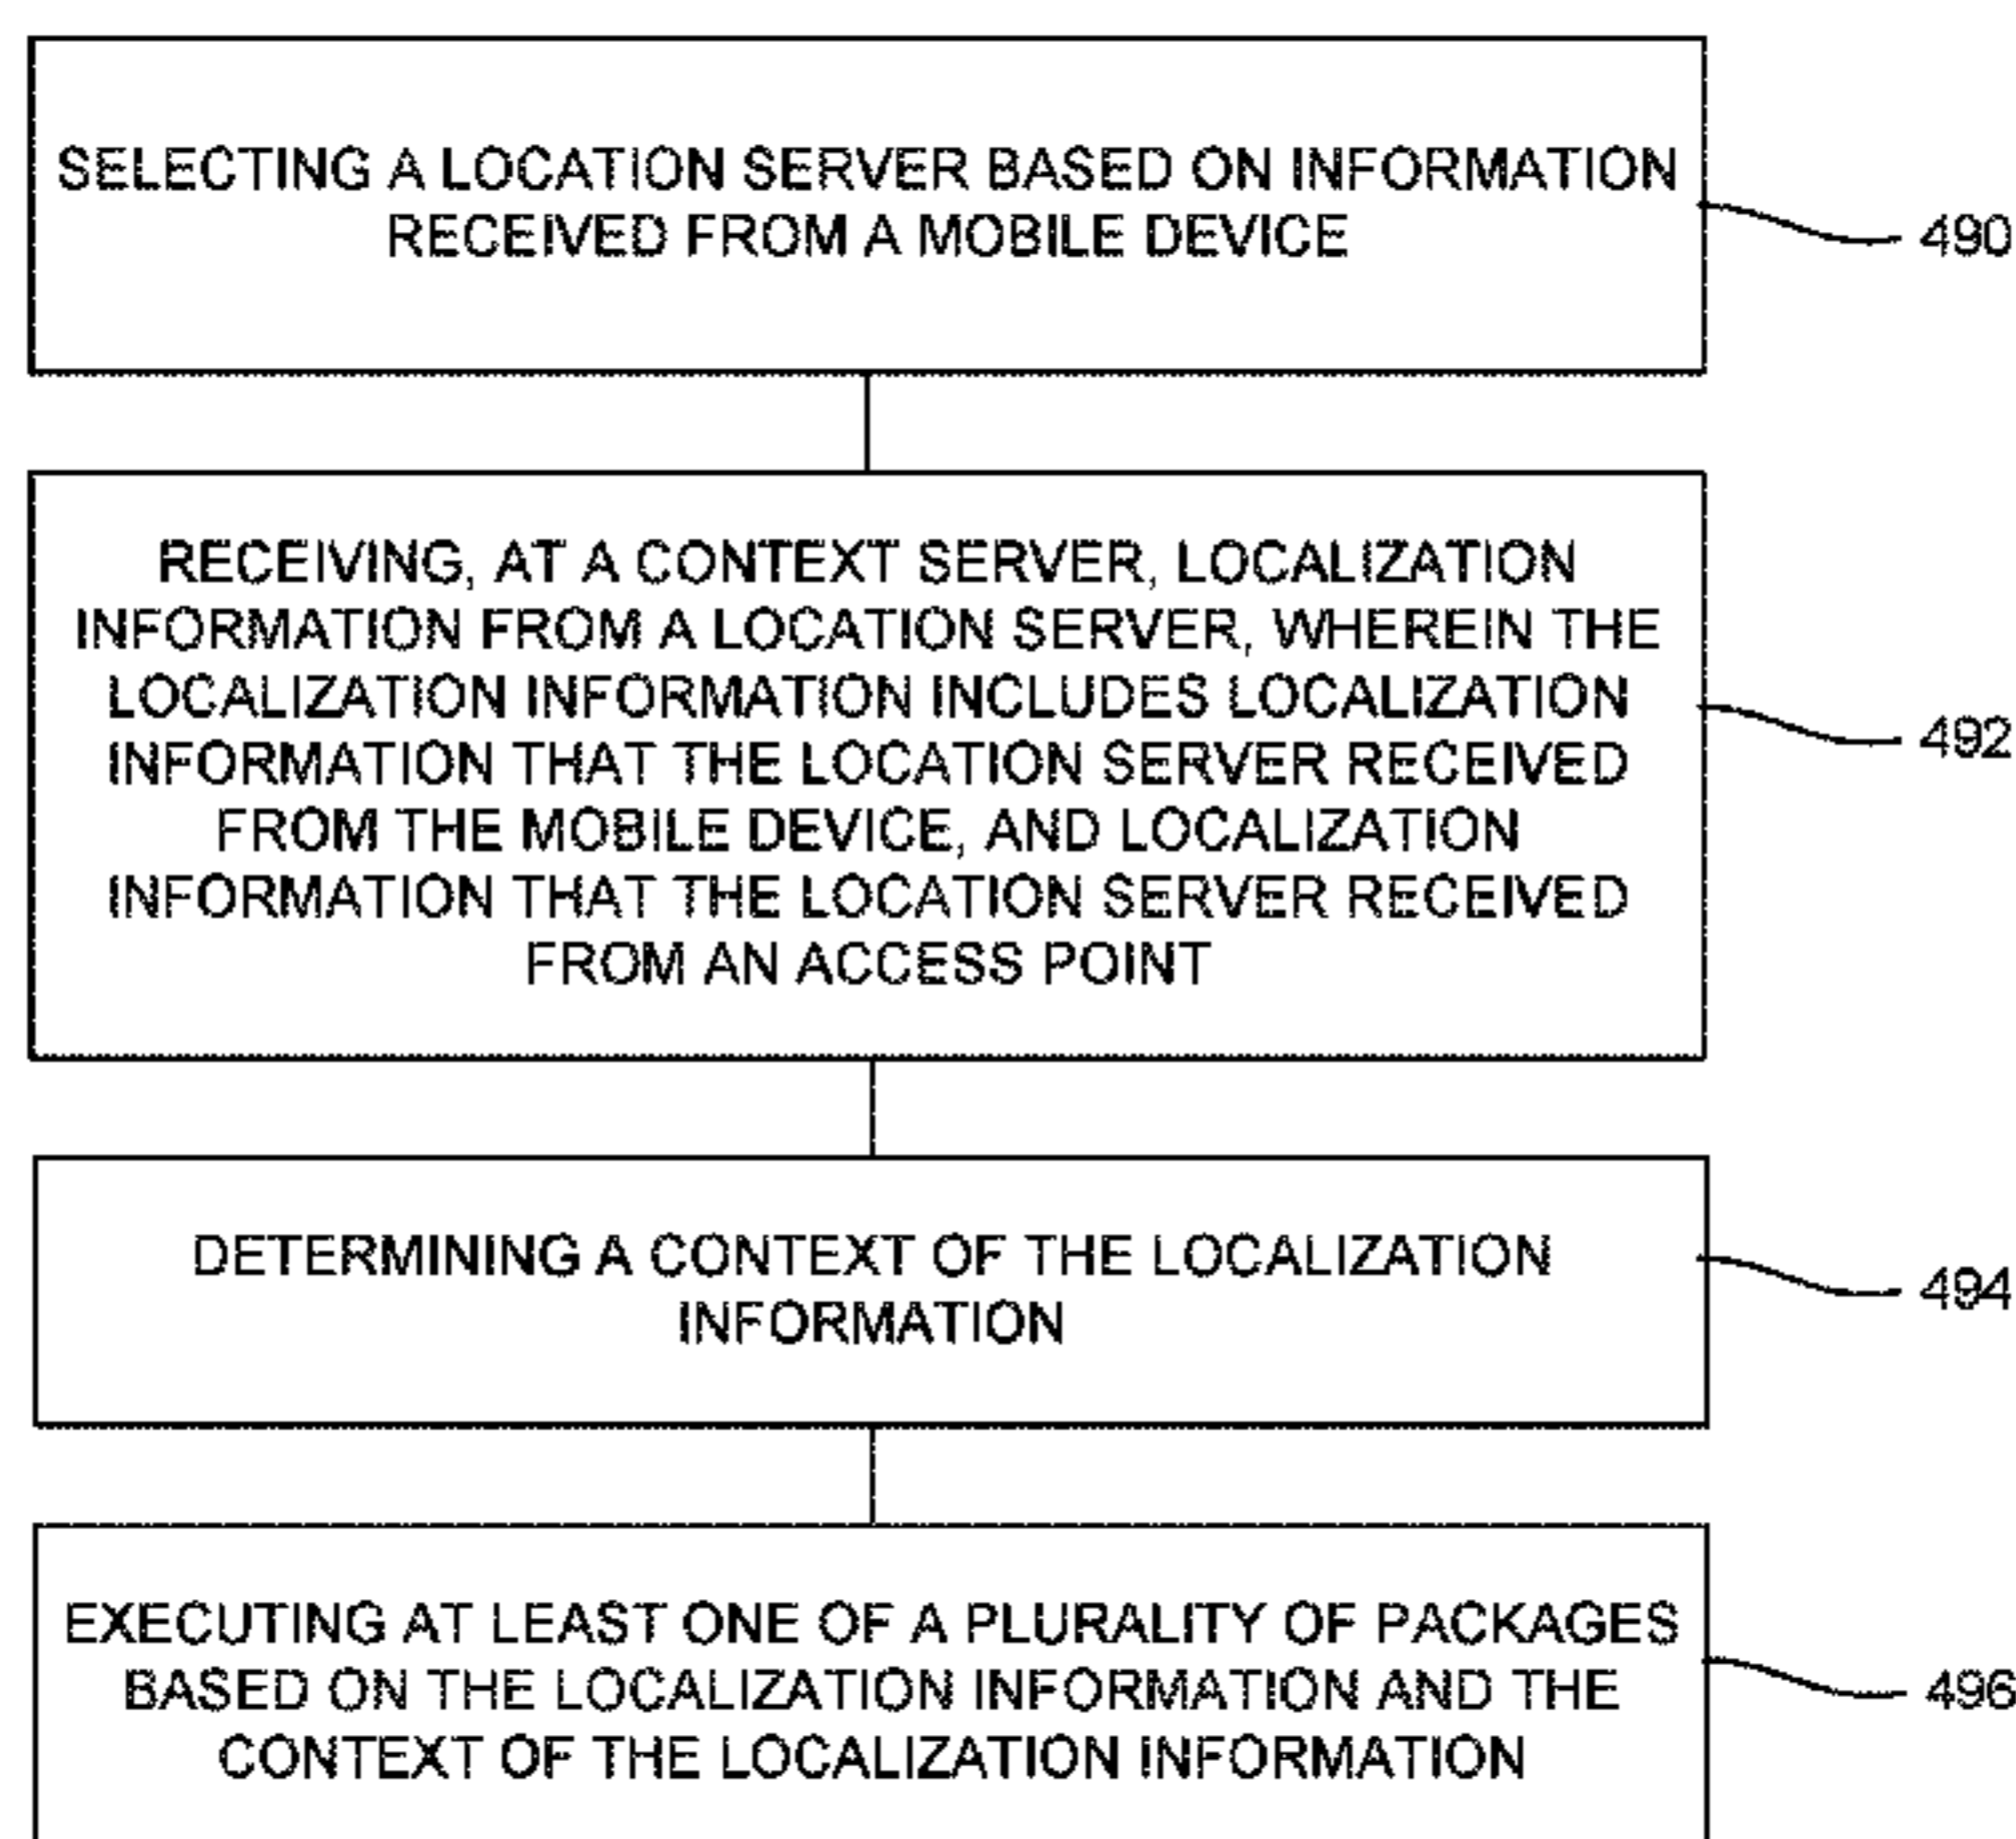 SELECTING A LOCATION SERVER BASED ON INFORMATION
RECEIVED FROM A MOBILE DEVICE
490
RECEIVING, AT A CONTEXT SERVER, LOCALIZATION
INFORMATION FROM A LOCATION SERVER, WHEREIN THE
LOCALIZATION INFORMATION INCLUDES LOCALIZATION
INFORMATION THAT THE LOCATION SERVER RECEIVED
FROM THE MOBILE DEVICE, AND LOCALIZATION
INFORMATION THAT THE LOCATION SERVER RECEIVED
FROM AN ACCESS POINT
492
DETERMINING A CONTEXT OF THE LOCALIZATION
INFORMATION
494
EXECUTING AT LEAST ONE OF A PLURALITY OF PACKAGES
BASED ON THE LOCALIZATION INFORMATION AND THE
CONTEXT OF THE LOCALIZATION INFORMATION
496